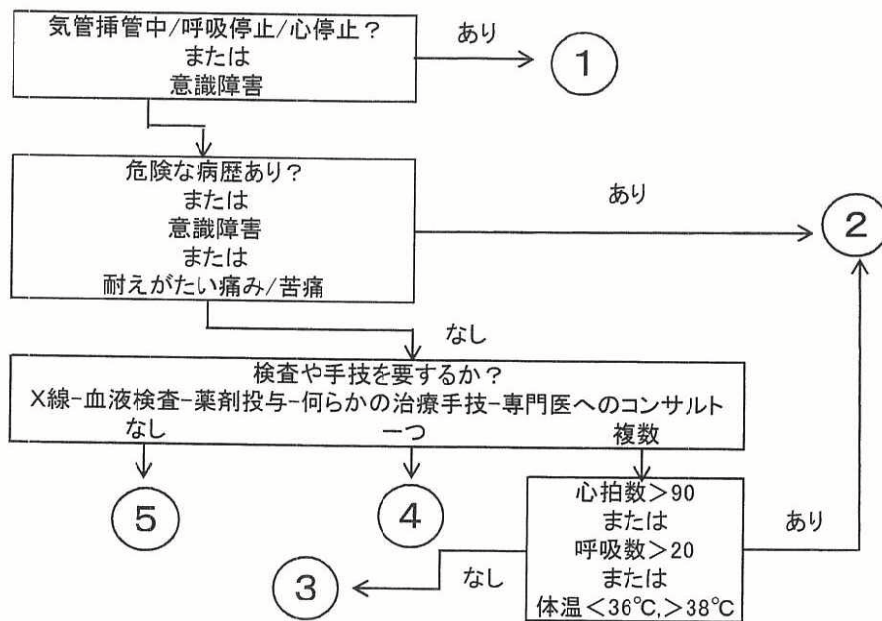 気管挿管中/呼吸停止/心停止？
または
意識障害
あり
1
危険な病歴あり？
または
意識障害
または
耐えがたい痛み/苦痛
あり
2
なし
検査や手技を要するか？
X線-血液検査-薬剤投与-何らかの治療手技-専門医へのコンサルト
なし 一つ 複数
5
4
心拍数＞90
または
呼吸数＞20
または
体温＜36℃,＞38℃
あり
なし
3